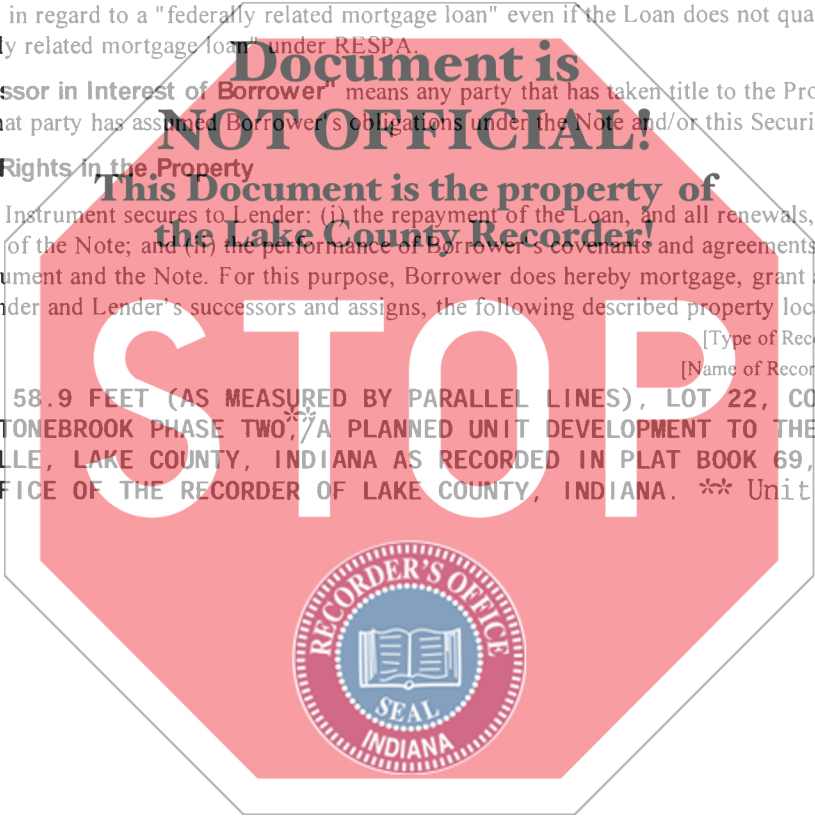 in regard to a "federally related mortgage loan" even if the Loan does not qua
ly related mortgage loan" under RESPA.
Document is
ssor in Interest of Borrower" means any party that has taken title to the Pro
NOT OFFICIAL!
hat party has assumed Borrower's obligations under the Note and/or this Securi
Rights in the Property
This Document is the property of
Instrument secures to Lender: (i) the repayment of the Loan, and all renewals,
the Lake County Recorder!
of the Note; and (ii) the performance of Borrower's covenants and agreements
ument and the Note. For this purpose, Borrower does hereby mortgage, grant
nder and Lender's successors and assigns, the following described property loc
[Type of Reco
[Name of Recor
58.9 FEET (AS MEASURED BY PARALLEL LINES), LOT 22, CO
TONEBROOK PHASE TWO,**/A PLANNED UNIT DEVELOPMENT TO THE
LLE, LAKE COUNTY, INDIANA AS RECORDED IN PLAT BOOK 69,
FICE OF THE RECORDER OF LAKE COUNTY, INDIANA. ** Unit
STOP
RECORDER'S OFFICE
SEAL
INDIANA